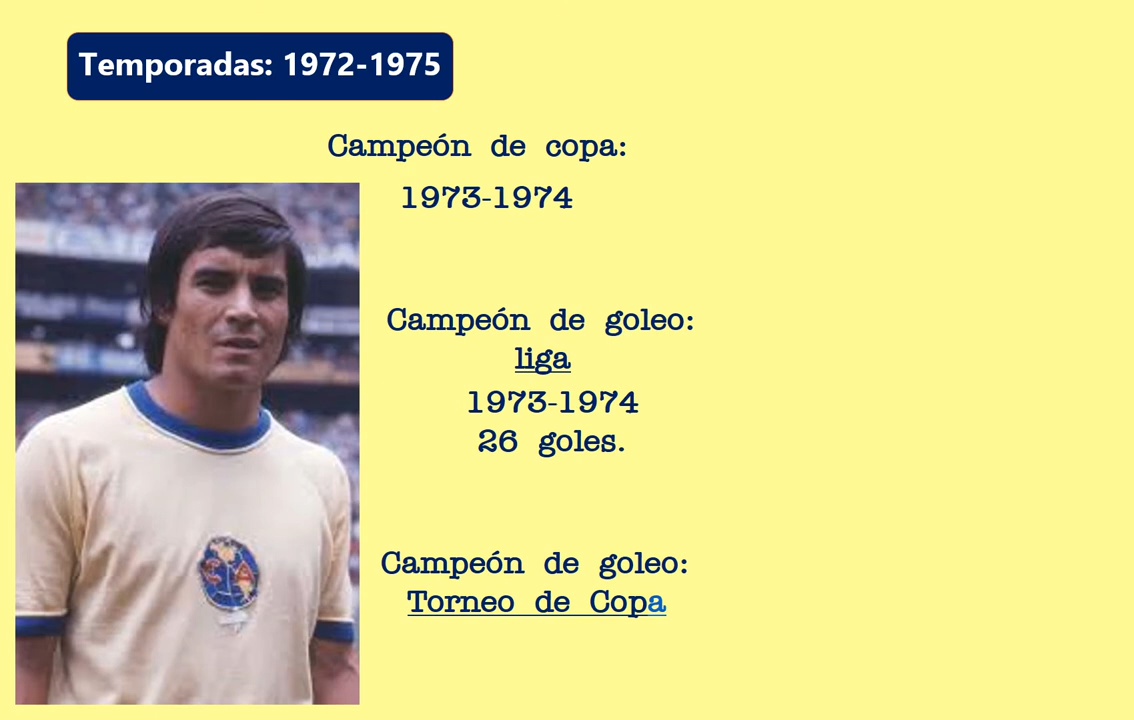 Temporadas: 1972-1975
Campeón de copa:
1973-1974
Campeón de goleo:
liga
1973-1974
26 goles.
Campeón de goleo:
Torneo de Copa
CA